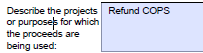 Describe the projects
or purposes for which
the proceeds are
being used:
Refund COPS